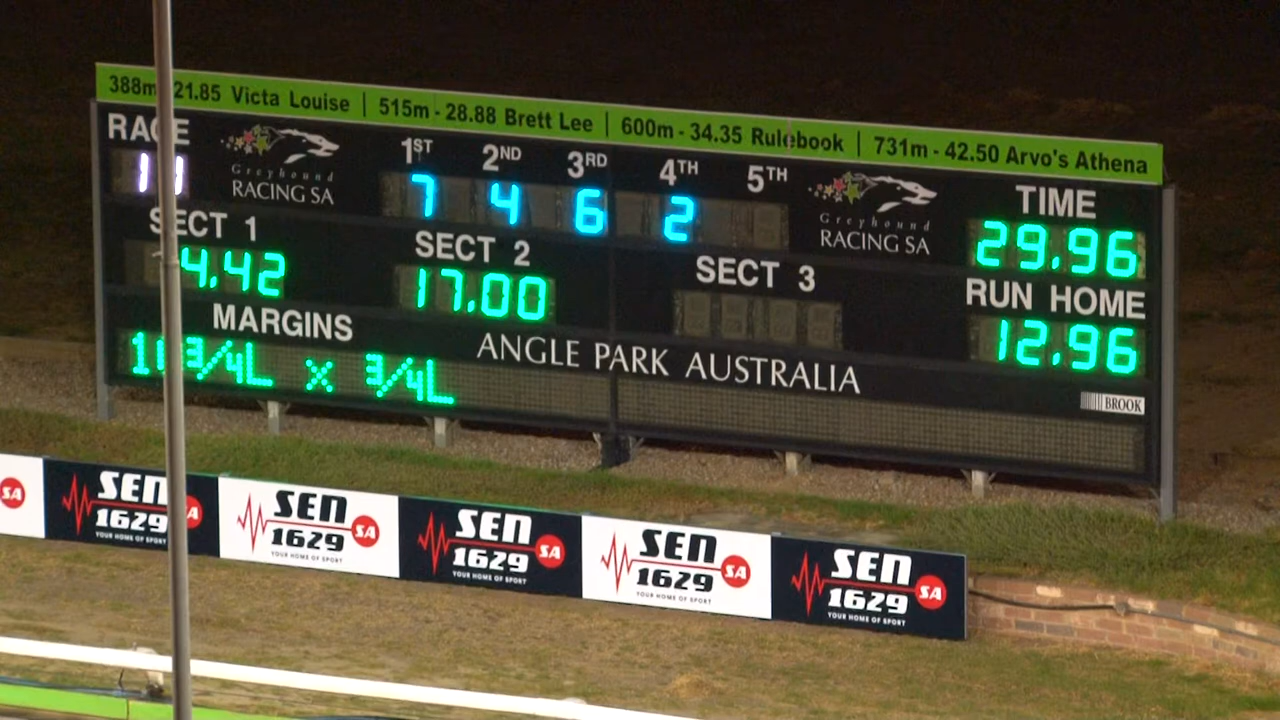 388m 21.85 Victa Louise | 515m - 28.88 Brett Lee | 600m - 34.35 Rulebook | 731m - 42.50 Arvo's Athena
RACE 1ST 2ND 3RD 4TH 5TH TIME
11 7 4 6 2 29.96
Greyhound
RACING SA
Greyhound
RACING SA
SECT 1 SECT 2 SECT 3 RUN HOME
4.42 17.00 12.96
MARGINS
3/4L x 3/4L
ANGLE PARK AUSTRALIA
BROOK
SA
SEN
1629
YOUR HOME OF SPORT
SEN
1629 SA
YOUR HOME OF SPORT
SEN
1629 SA
YOUR HOME OF SPORT
SEN
1629 SA
YOUR HOME OF SPORT
SEN
1629 SA
YOUR HOME OF SPORT